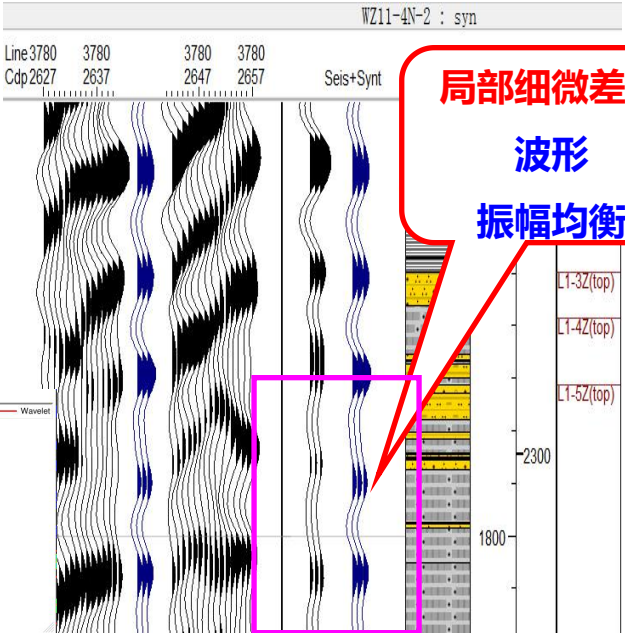 WZ11-4N-2 : syn
Line 3780 3780 3780 3780
Cdp 2627 2637 2647 2657 Seis+Synt
局部细微差
波形
振幅均衡
L1-3Z(top)
L1-4Z(top)
L1-5Z(top)
Wavelet
2300
1800